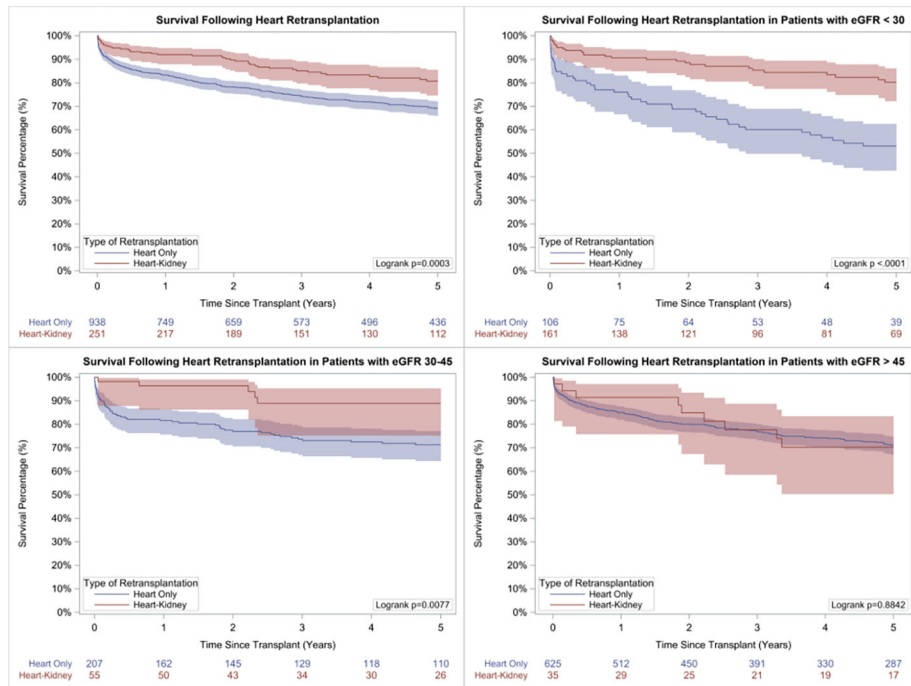 Survival Following Heart Retransplantation
Survival Percentage (%)
100%
90%
80%
70%
60%
50%
40%
30%
20%
10%
0%
Type of Retransplantation
Heart Only
Heart-Kidney
Logrank p=0.0003
0 1 2 3 4 5
Time Since Transplant (Years)
Heart Only 938 749 659 573 496 436
Heart-Kidney 251 217 189 151 130 112
Survival Following Heart Retransplantation in Patients with eGFR < 30
Survival Percentage (%)
100%
90%
80%
70%
60%
50%
40%
30%
20%
10%
0%
Type of Retransplantation
Heart Only
Heart-Kidney
Logrank p <.0001
0 1 2 3 4 5
Time Since Transplant (Years)
Heart Only 106 75 64 53 48 39
Heart-Kidney 161 138 121 96 81 69
Survival Following Heart Retransplantation in Patients with eGFR 30-45
Survival Percentage (%)
100%
90%
80%
70%
60%
50%
40%
30%
20%
10%
0%
Type of Retransplantation
Heart Only
Heart-Kidney
Logrank p=0.0077
0 1 2 3 4 5
Time Since Transplant (Years)
Heart Only 207 162 145 129 118 110
Heart-Kidney 55 50 43 34 30 26
Survival Following Heart Retransplantation in Patients with eGFR > 45
Survival Percentage (%)
100%
90%
80%
70%
60%
50%
40%
30%
20%
10%
0%
Type of Retransplantation
Heart Only
Heart-Kidney
Logrank p=0.8842
0 1 2 3 4 5
Time Since Transplant (Years)
Heart Only 625 512 450 391 330 287
Heart-Kidney 35 29 25 21 19 17